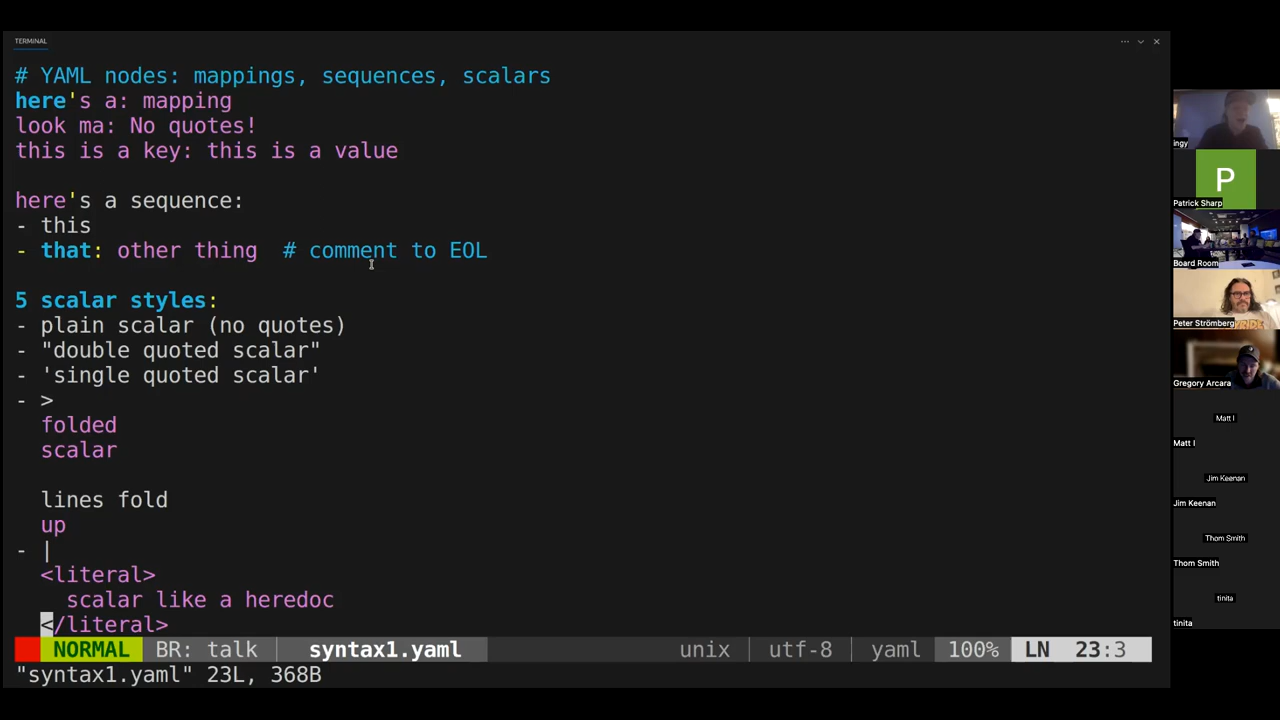 TERMINAL
# YAML nodes: mappings, sequences, scalars
here's a: mapping
look ma: No quotes!
this is a key: this is a value
here's a sequence:
- this
- that: other thing  # comment to EOL
5 scalar styles:
- plain scalar (no quotes)
- "double quoted scalar"
- 'single quoted scalar'
- >
folded
scalar
lines fold
up
- |
<literal>
scalar like a heredoc
</literal>
NORMAL BR: talk syntax1.yaml unix utf-8 yaml 100% LN 23:3
"syntax1.yaml" 23L, 368B
ingy
P
Patrick Sharp
Board Room
Peter Strömberg
Gregory Arcara
Matt I
Matt I
Jim Keenan
Jim Keenan
Thom Smith
Thom Smith
tinita
tinita